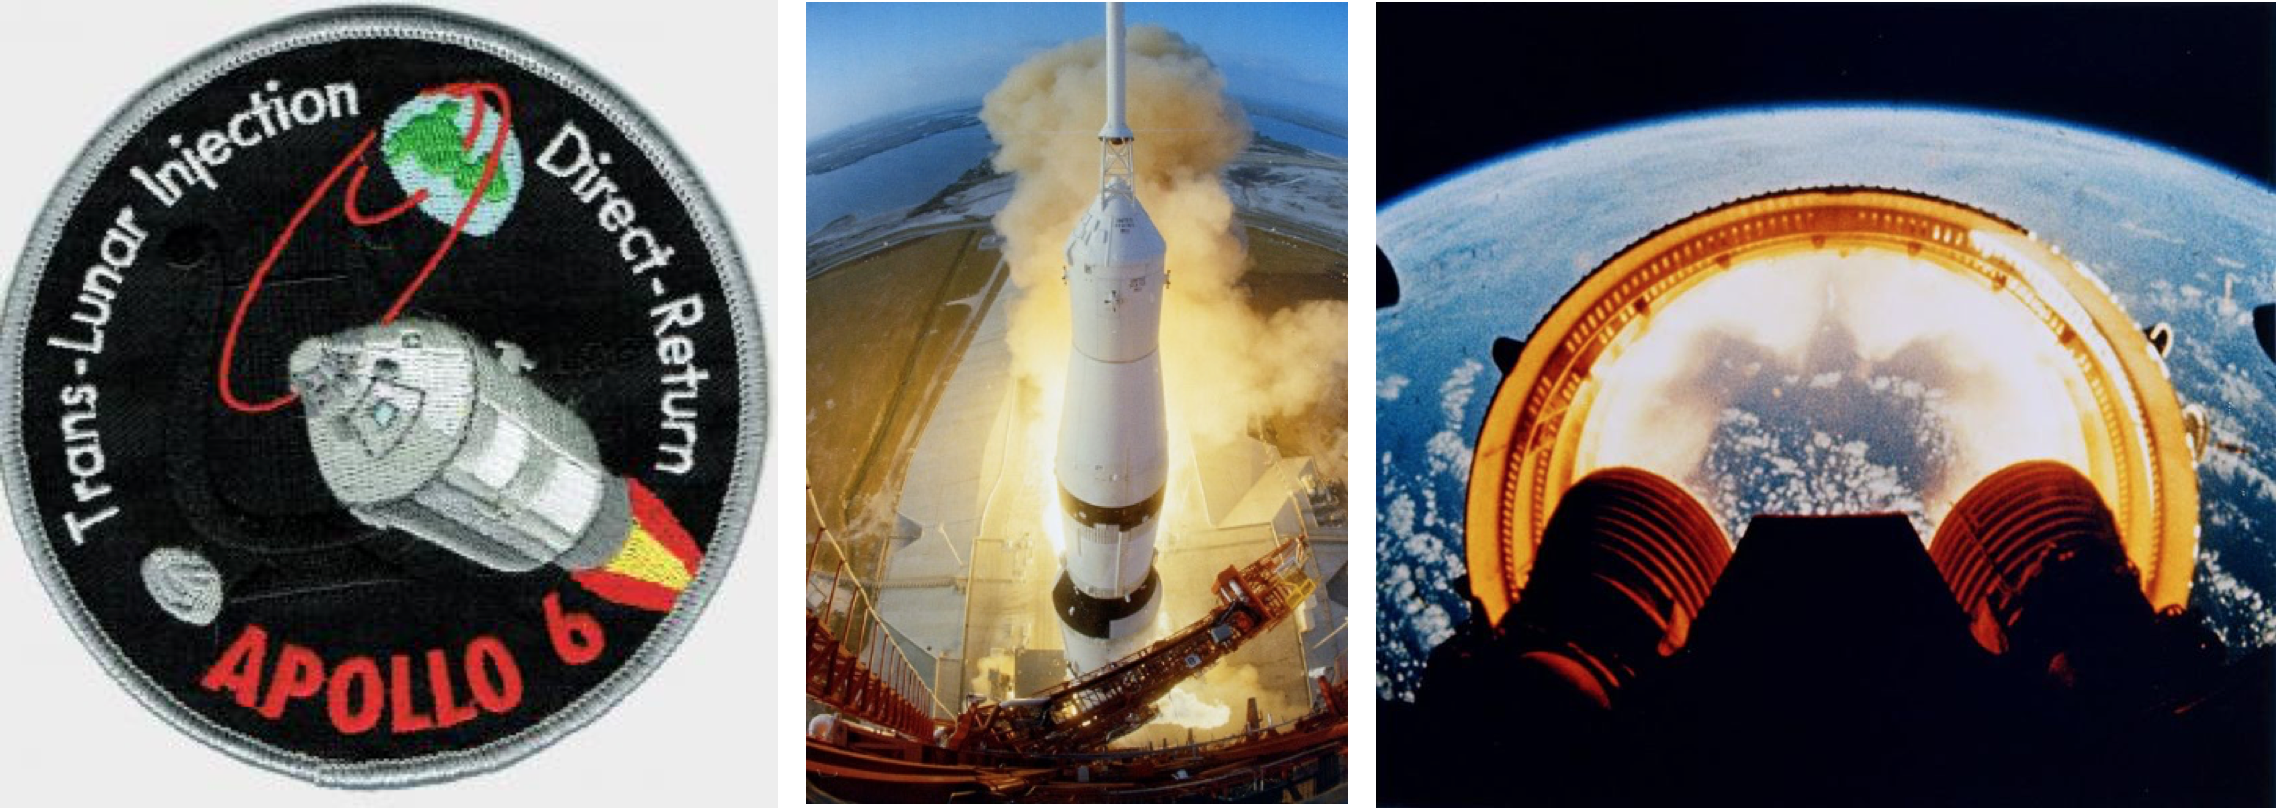 Trans-Lunar Injection
Direct-Return
APOLLO 6